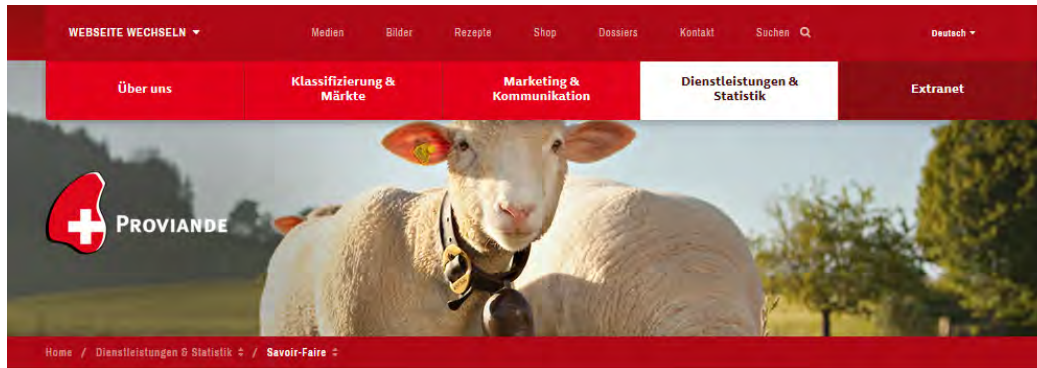 WEBSEITE WECHSELN Medien Bilder Rezepte Shop Dossiers Kontakt Suchen Deutsch
Über uns
Klassifizierung &
Märkte
Marketing &
Kommunikation
Dienstleistungen &
Statistik
Extranet
PROVIANDE
Home / Dienstleistungen & Statistik / Savoir-Faire